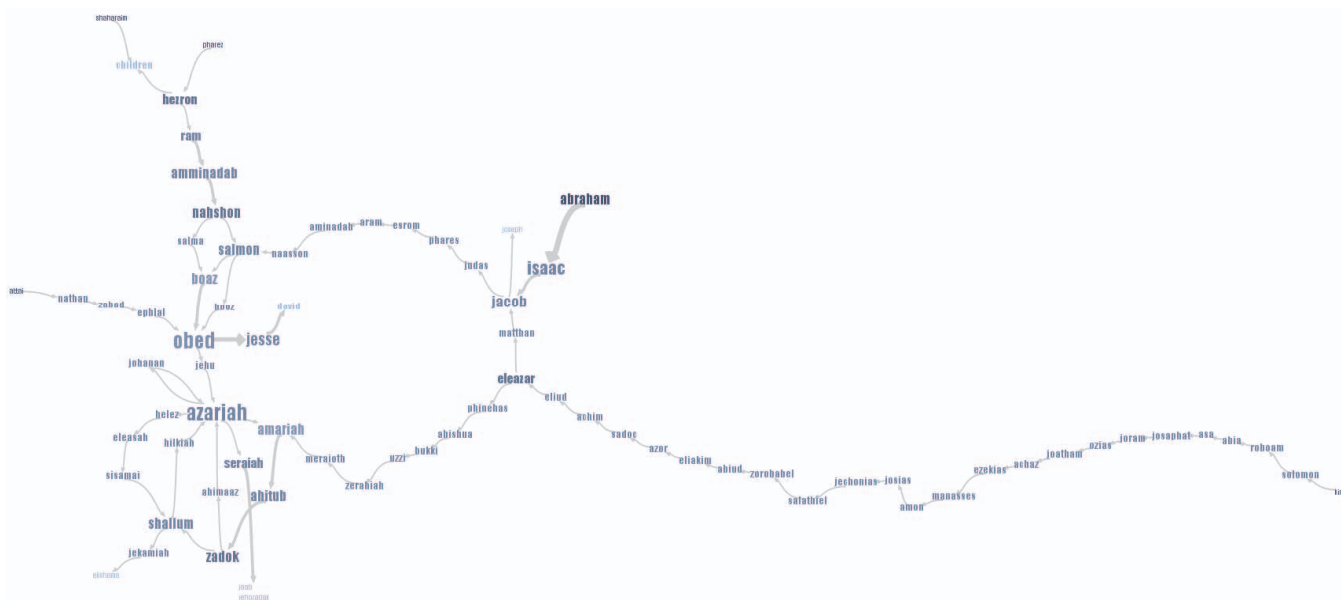 shaharaim
pharez
children
hezron
ram
amminadab
abraham
nahshon
aminadab
aram
esrom
joseph
salma
salmon
naasson
phares
judas
isaac
boaz
jacob
attai
nathan
zabad
ephlal
booz
david
obed
jesse
matthan
johanan
jehu
eleazar
eliud
azariah
helez
amariah
phinehas
achim
eleasah
hilkiah
abishua
sadoc
bukki
azor
uzzi
eliakim
seraiah
meraioth
abiud
zorobabel
sisamai
zerahiah
ahimaaz
ahitub
salathiel
jechonias
josias
amon
manasses
ezekias
achaz
joatham
ozias
joram
josaphat
asa
abia
roboam
solomon
shallum
jekamiah
zadok